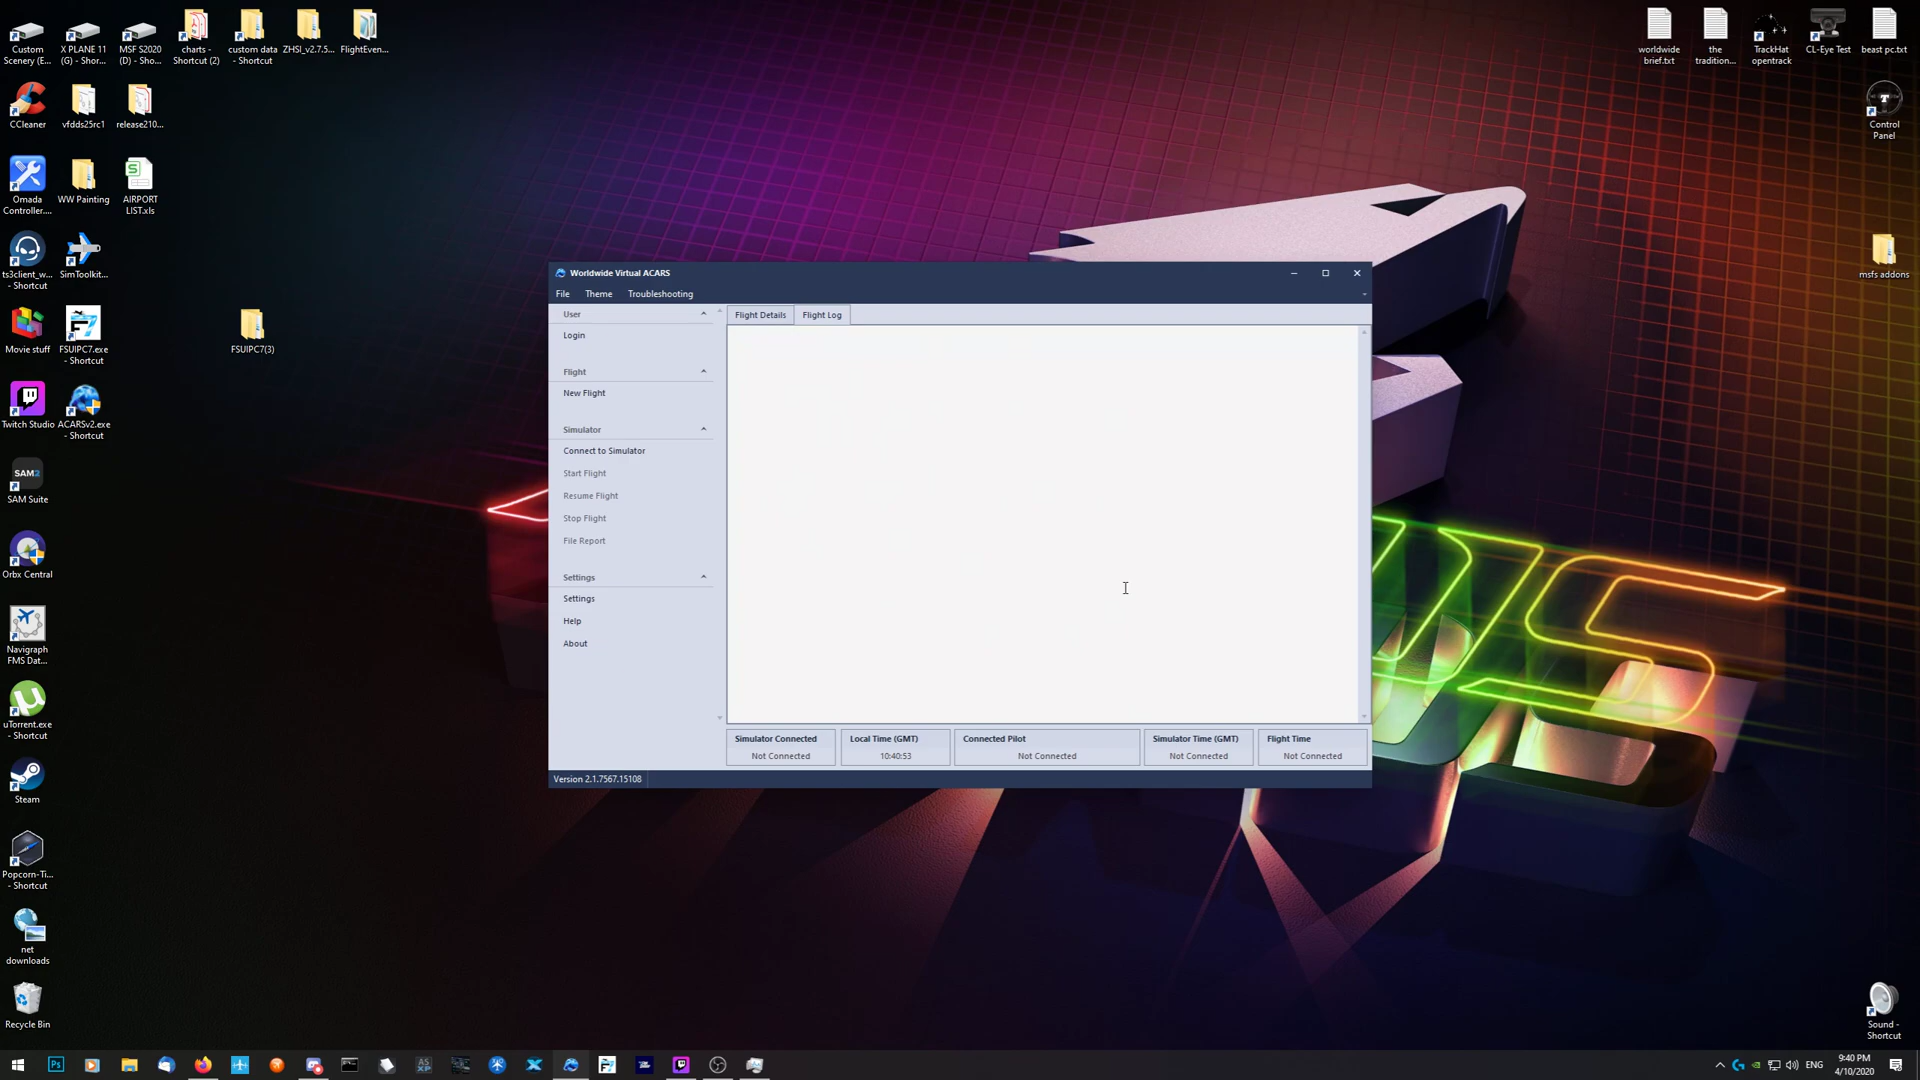 Custom
Scenery (E...
X PLANE 11
(G) - Shor...
MSF S2020
(D) - Sho...
charts -
Shortcut (2)
custom data
- Shortcut
ZHSI_v2.7.5...
FlightEven...
worldwide
brief.txt
the
tradition...
TrackHat
opentrack
CL-Eye Test
beast pc.txt
CCleaner
vfdds25rc1
release210...
Control
Panel
Omada
Controller....
WW Painting
AIRPORT
LIST.xls
ts3client_w...
- Shortcut
SimToolkit...
msfs addons
Movie stuff
FSUIPC7.exe
- Shortcut
FSUIPC7(3)
Twitch Studio
ACARSv2.exe
- Shortcut
SAM2
SAM Suite
Orbx Central
Navigraph
FMS Dat...
uTorrent.exe
- Shortcut
Steam
Popcorn-Ti...
- Shortcut
net
downloads
Recycle Bin
Sound -
Shortcut
Worldwide Virtual ACARS
File Theme Troubleshooting
User
Login
Flight
New Flight
Simulator
Connect to Simulator
Start Flight
Resume Flight
Stop Flight
File Report
Settings
Settings
Help
About
Flight Details Flight Log
Simulator Connected
Not Connected
Local Time (GMT)
10:40:53
Connected Pilot
Not Connected
Simulator Time (GMT)
Not Connected
Flight Time
Not Connected
Version 2.1.7567.15108
Ps
AS
XP
F7
ENG
9:40 PM
4/10/2020